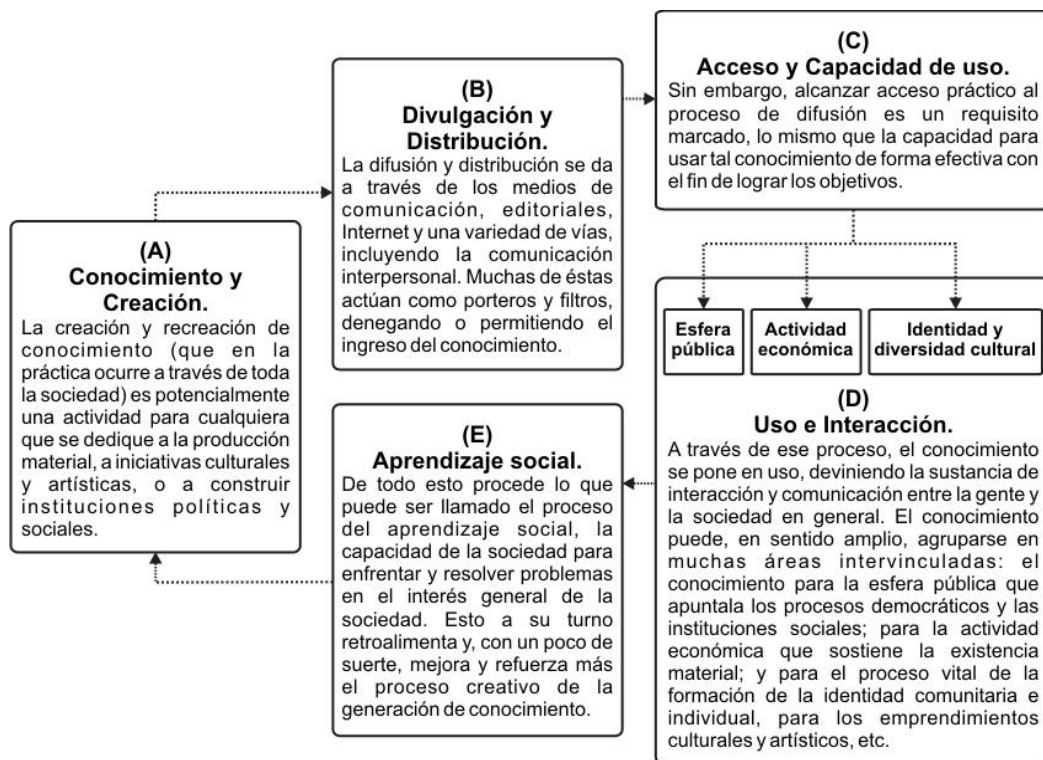 (A)
Conocimiento y
Creación.
La creación y recreación de
conocimiento (que en la
práctica ocurre a través de toda
la sociedad) es potencialmente
una actividad para cualquiera
que se dedique a la producción
material, a iniciativas culturales
y artísticas, o a construir
instituciones políticas y
sociales.
(B)
Divulgación y
Distribución.
La difusión y distribución se da
a través de los medios de
comunicación, editoriales,
Internet y una variedad de vías,
incluyendo la comunicación
interpersonal. Muchas de éstas
actúan como porteros y filtros,
denegando o permitiendo el
ingreso del conocimiento.
(C)
Acceso y Capacidad de uso.
Sin embargo, alcanzar acceso práctico al
proceso de difusión es un requisito
marcado, lo mismo que la capacidad para
usar tal conocimiento de forma efectiva con
el fin de lograr los objetivos.
Esfera
pública
Actividad
económica
Identidad y
diversidad cultural
(D)
Uso e Interacción.
A través de ese proceso, el conocimiento
se pone en uso, deviniendo la sustancia de
interacción y comunicación entre la gente y
la sociedad en general. El conocimiento
puede, en sentido amplio, agruparse en
muchas áreas intervinculadas: el
conocimiento para la esfera pública que
apuntala los procesos democráticos y las
instituciones sociales; para la actividad
económica que sostiene la existencia
material; y para el proceso vital de la
formación de la identidad comunitaria e
individual, para los emprendimientos
culturales y artísticos, etc.
(E)
Aprendizaje social.
De todo esto procede lo que
puede ser llamado el proceso
del aprendizaje social, la
capacidad de la sociedad para
enfrentar y resolver problemas
en el interés general de la
sociedad. Esto a su turno
retroalimenta y, con un poco de
suerte, mejora y refuerza más
el proceso creativo de la
generación de conocimiento.